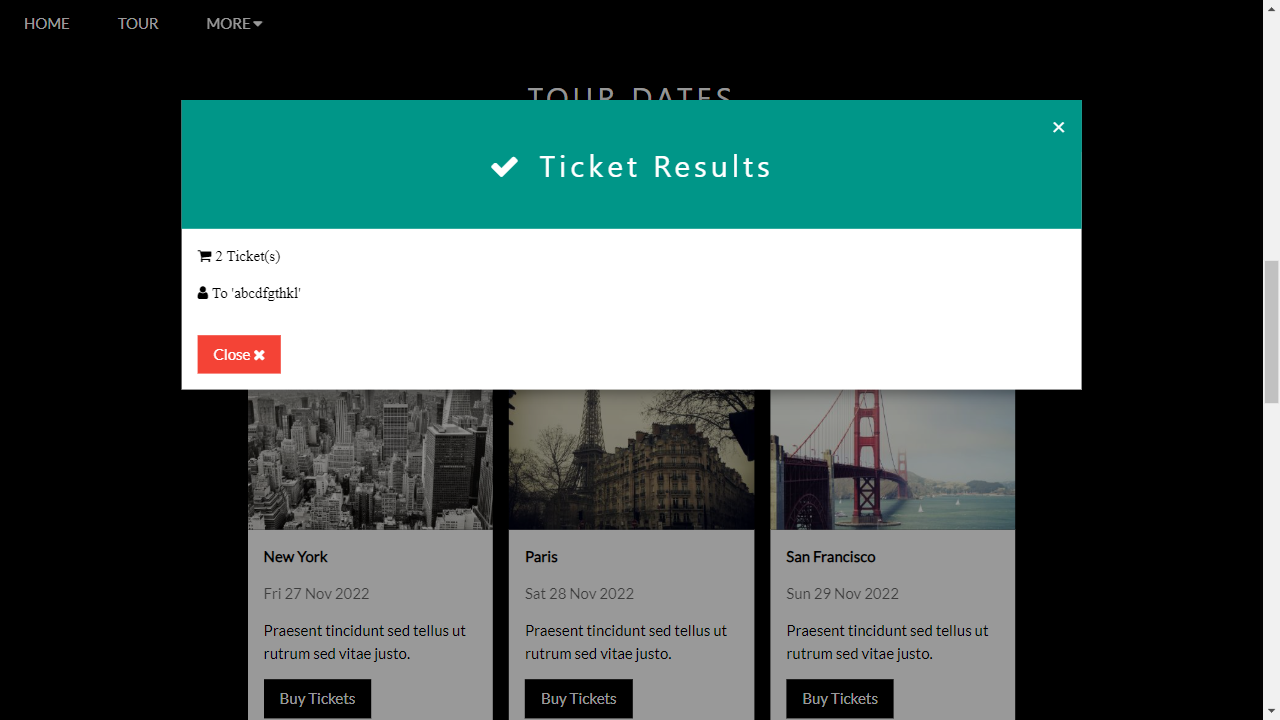 HOME TOUR MORE
TOUR DATES
×
Ticket Results
2 Ticket(s)
To 'abcdfgthkl'
Close
New York
Fri 27 Nov 2022
Praesent tincidunt sed tellus ut
rutrum sed vitae justo.
Buy Tickets
Paris
Sat 28 Nov 2022
Praesent tincidunt sed tellus ut
rutrum sed vitae justo.
Buy Tickets
San Francisco
Sun 29 Nov 2022
Praesent tincidunt sed tellus ut
rutrum sed vitae justo.
Buy Tickets